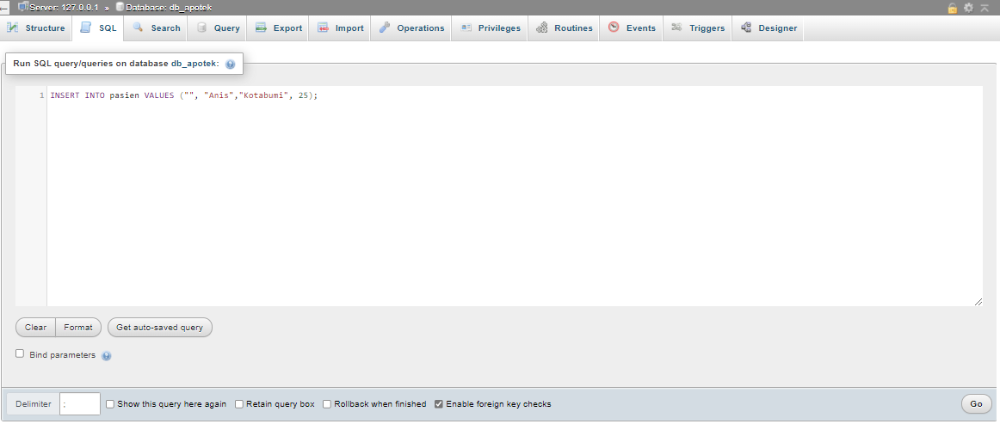 Server: 127.0.0.1 » Database: db_apotek
Structure SQL Search Query Export Import Operations Privileges Routines Events Triggers Designer
Run SQL query/queries on database db_apotek:
1 INSERT INTO pasien VALUES ("", "Anis","Kotabumi", 25);
Clear Format Get auto-saved query
Bind parameters
Delimiter ; Show this query here again Retain query box Rollback when finished Enable foreign key checks Go